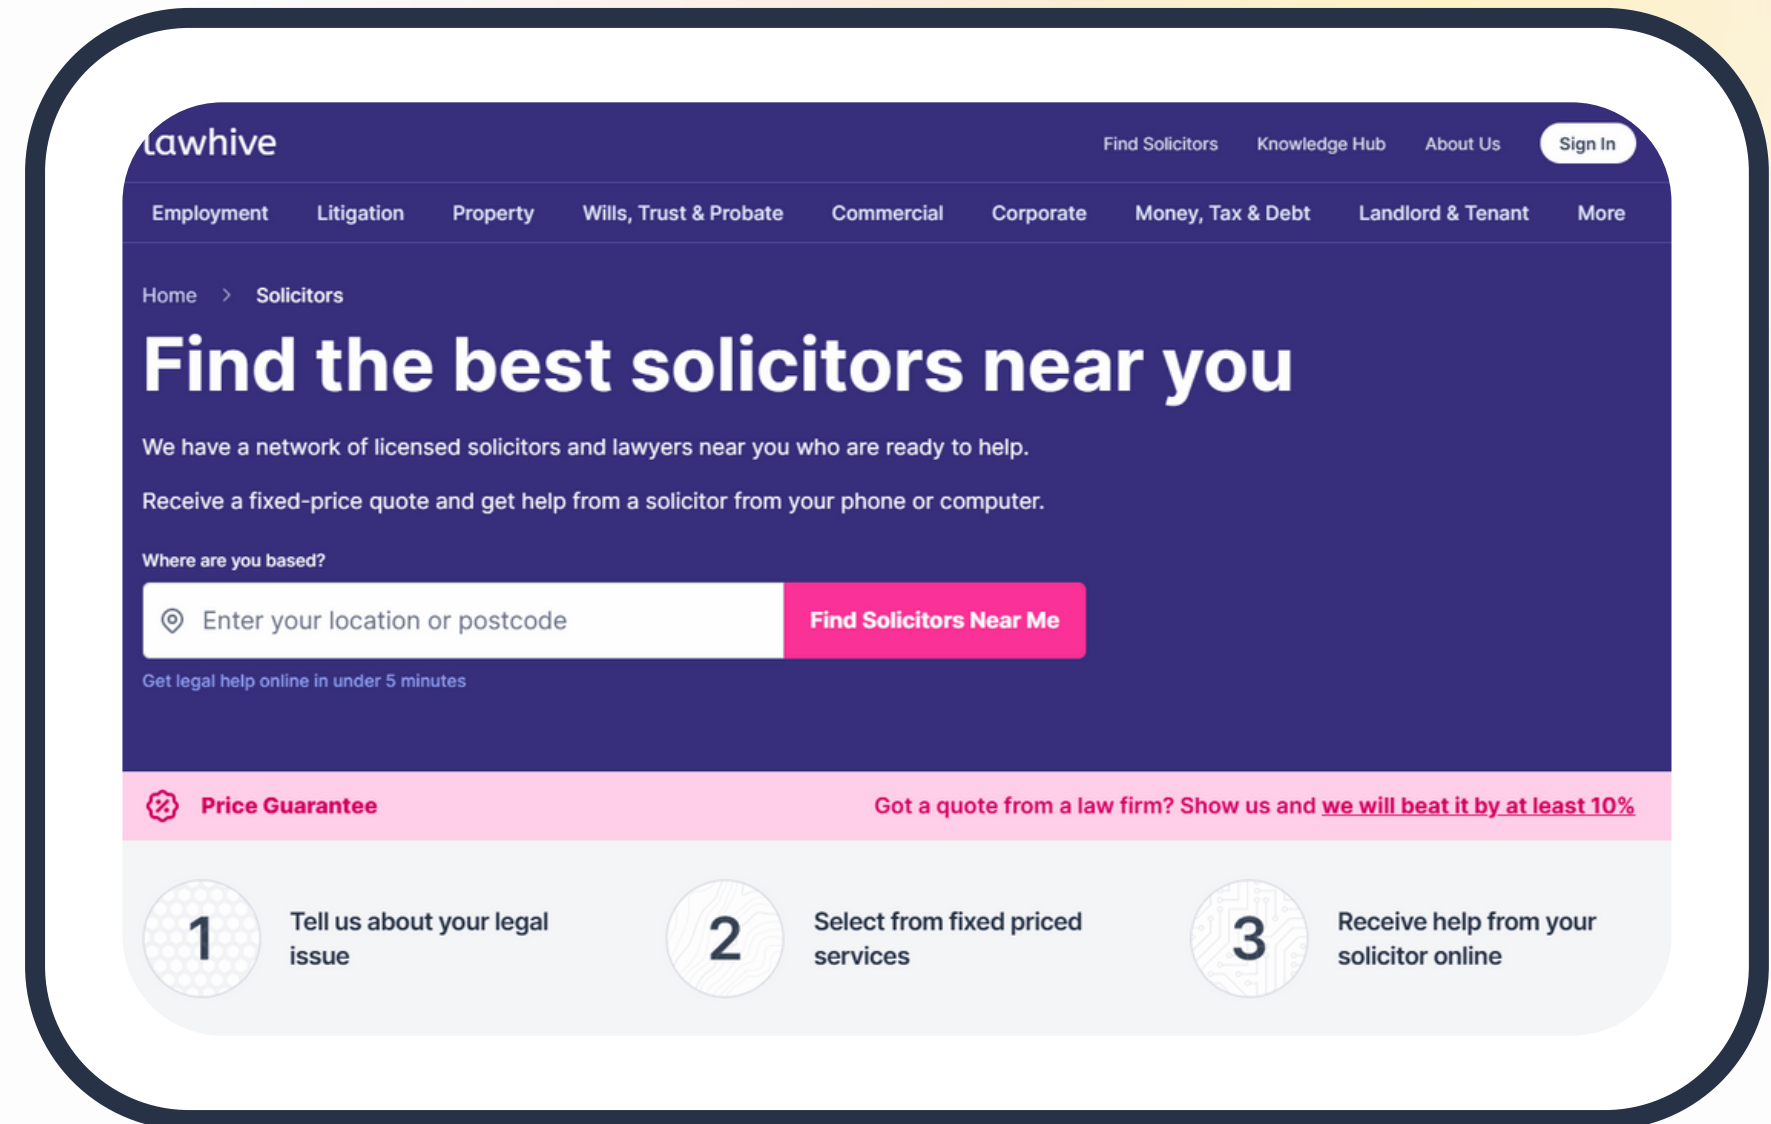 lawhive
Find Solicitors Knowledge Hub About Us Sign In
Employment Litigation Property Wills, Trust & Probate Commercial Corporate Money, Tax & Debt Landlord & Tenant More
Home > Solicitors
Find the best solicitors near you
We have a network of licensed solicitors and lawyers near you who are ready to help.
Receive a fixed-price quote and get help from a solicitor from your phone or computer.
Where are you based?
Enter your location or postcode
Find Solicitors Near Me
Get legal help online in under 5 minutes
Price Guarantee
Got a quote from a law firm? Show us and we will beat it by at least 10%
1
Tell us about your legal
issue
2
Select from fixed priced
services
3
Receive help from your
solicitor online